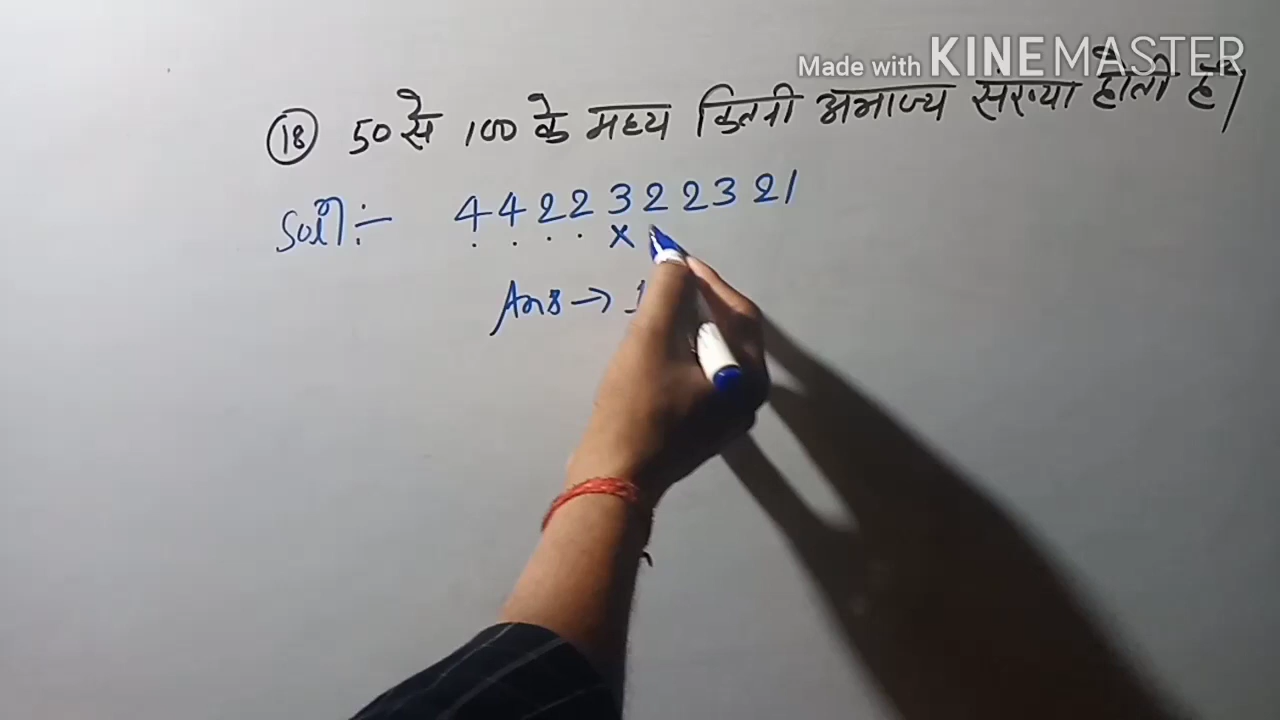 Made with KINEMASTER
18 50 से 100 के मध्य कितनी अभाज्य संख्या होती है।
Solⁿ :- 4 4 2 2 3 2 2 3 2 1
. . . . x
Ans → 1